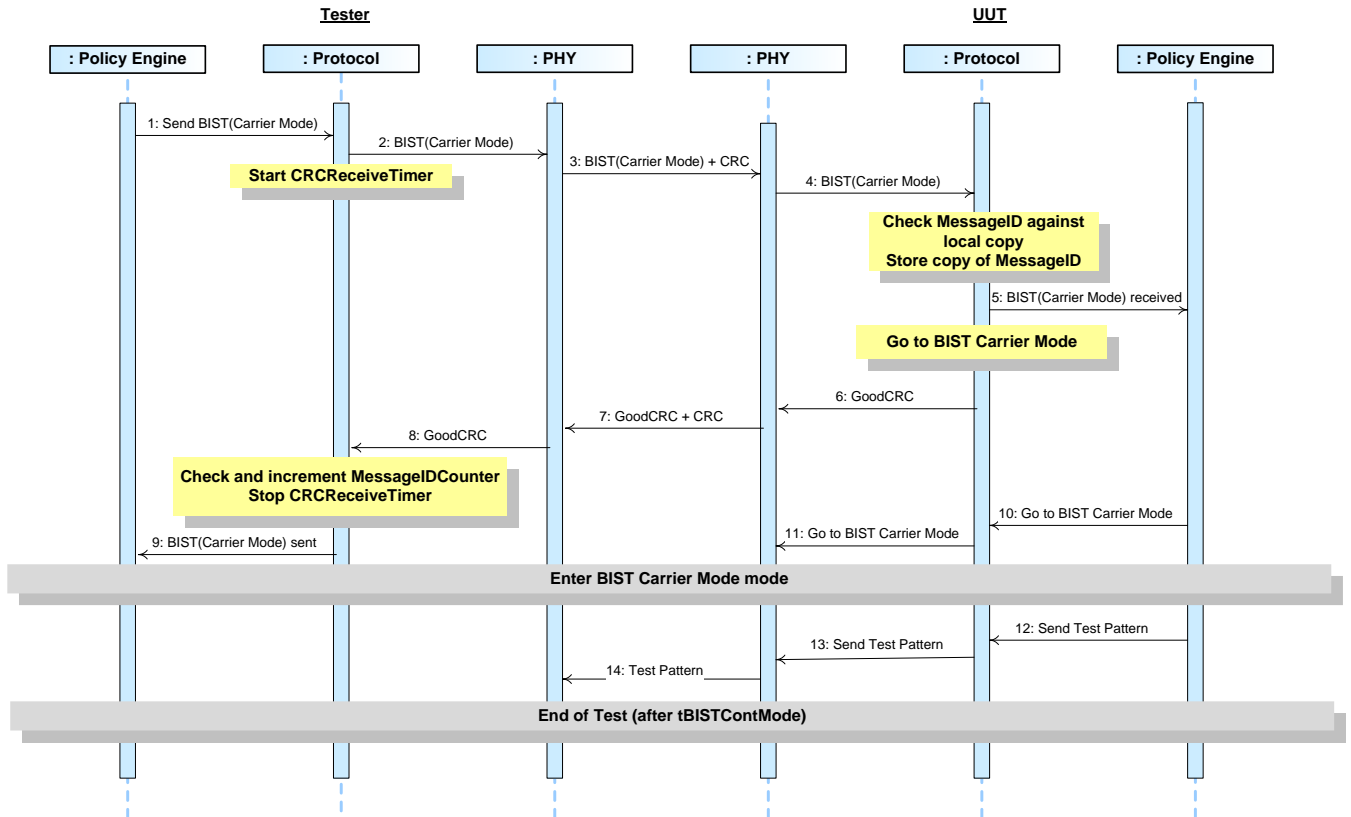 Tester
UUT
: Policy Engine
: Protocol
: PHY
: PHY
: Protocol
: Policy Engine
1: Send BIST(Carrier Mode)
2: BIST(Carrier Mode)
3: BIST(Carrier Mode) + CRC
Start CRCReceiveTimer
4: BIST(Carrier Mode)
Check MessageID against
local copy
Store copy of MessageID
5: BIST(Carrier Mode) received
Go to BIST Carrier Mode
6: GoodCRC
7: GoodCRC + CRC
8: GoodCRC
Check and increment MessageIDCounter
Stop CRCReceiveTimer
10: Go to BIST Carrier Mode
11: Go to BIST Carrier Mode
9: BIST(Carrier Mode) sent
Enter BIST Carrier Mode mode
12: Send Test Pattern
13: Send Test Pattern
14: Test Pattern
End of Test (after tBISTContMode)